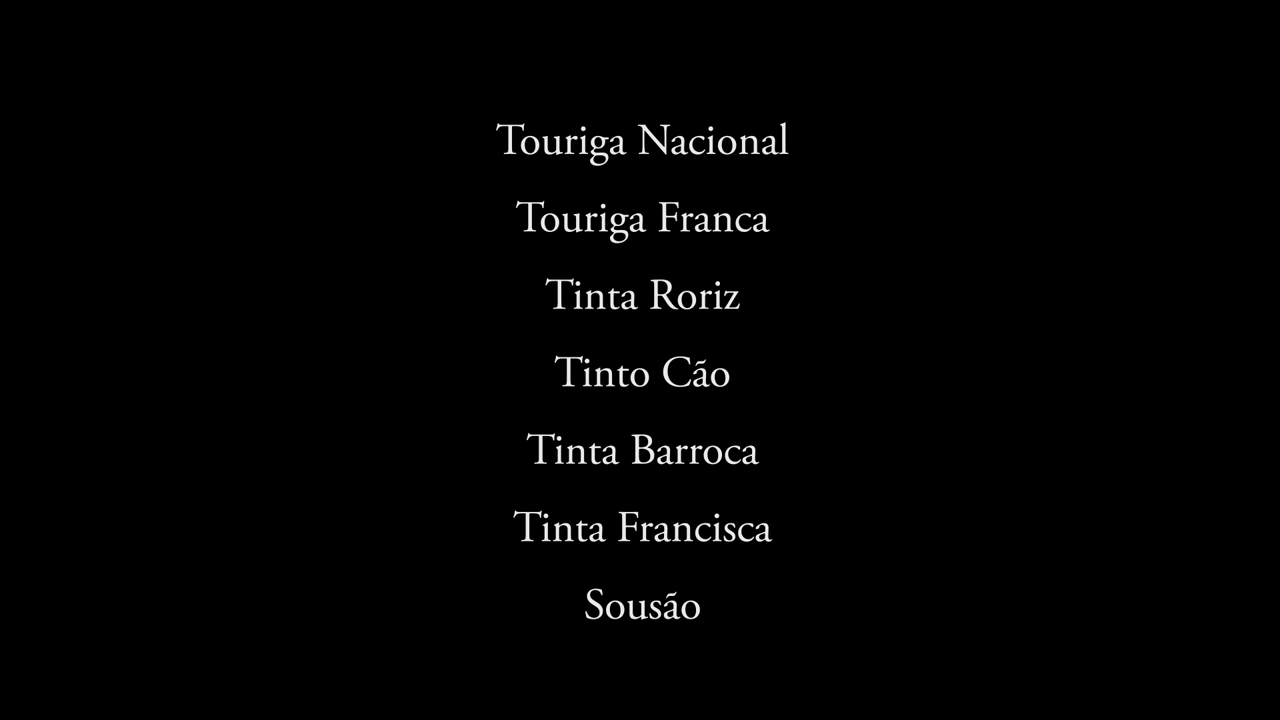 Touriga Nacional
Touriga Franca
Tinta Roriz
Tinto Cão
Tinta Barroca
Tinta Francisca
Sousão